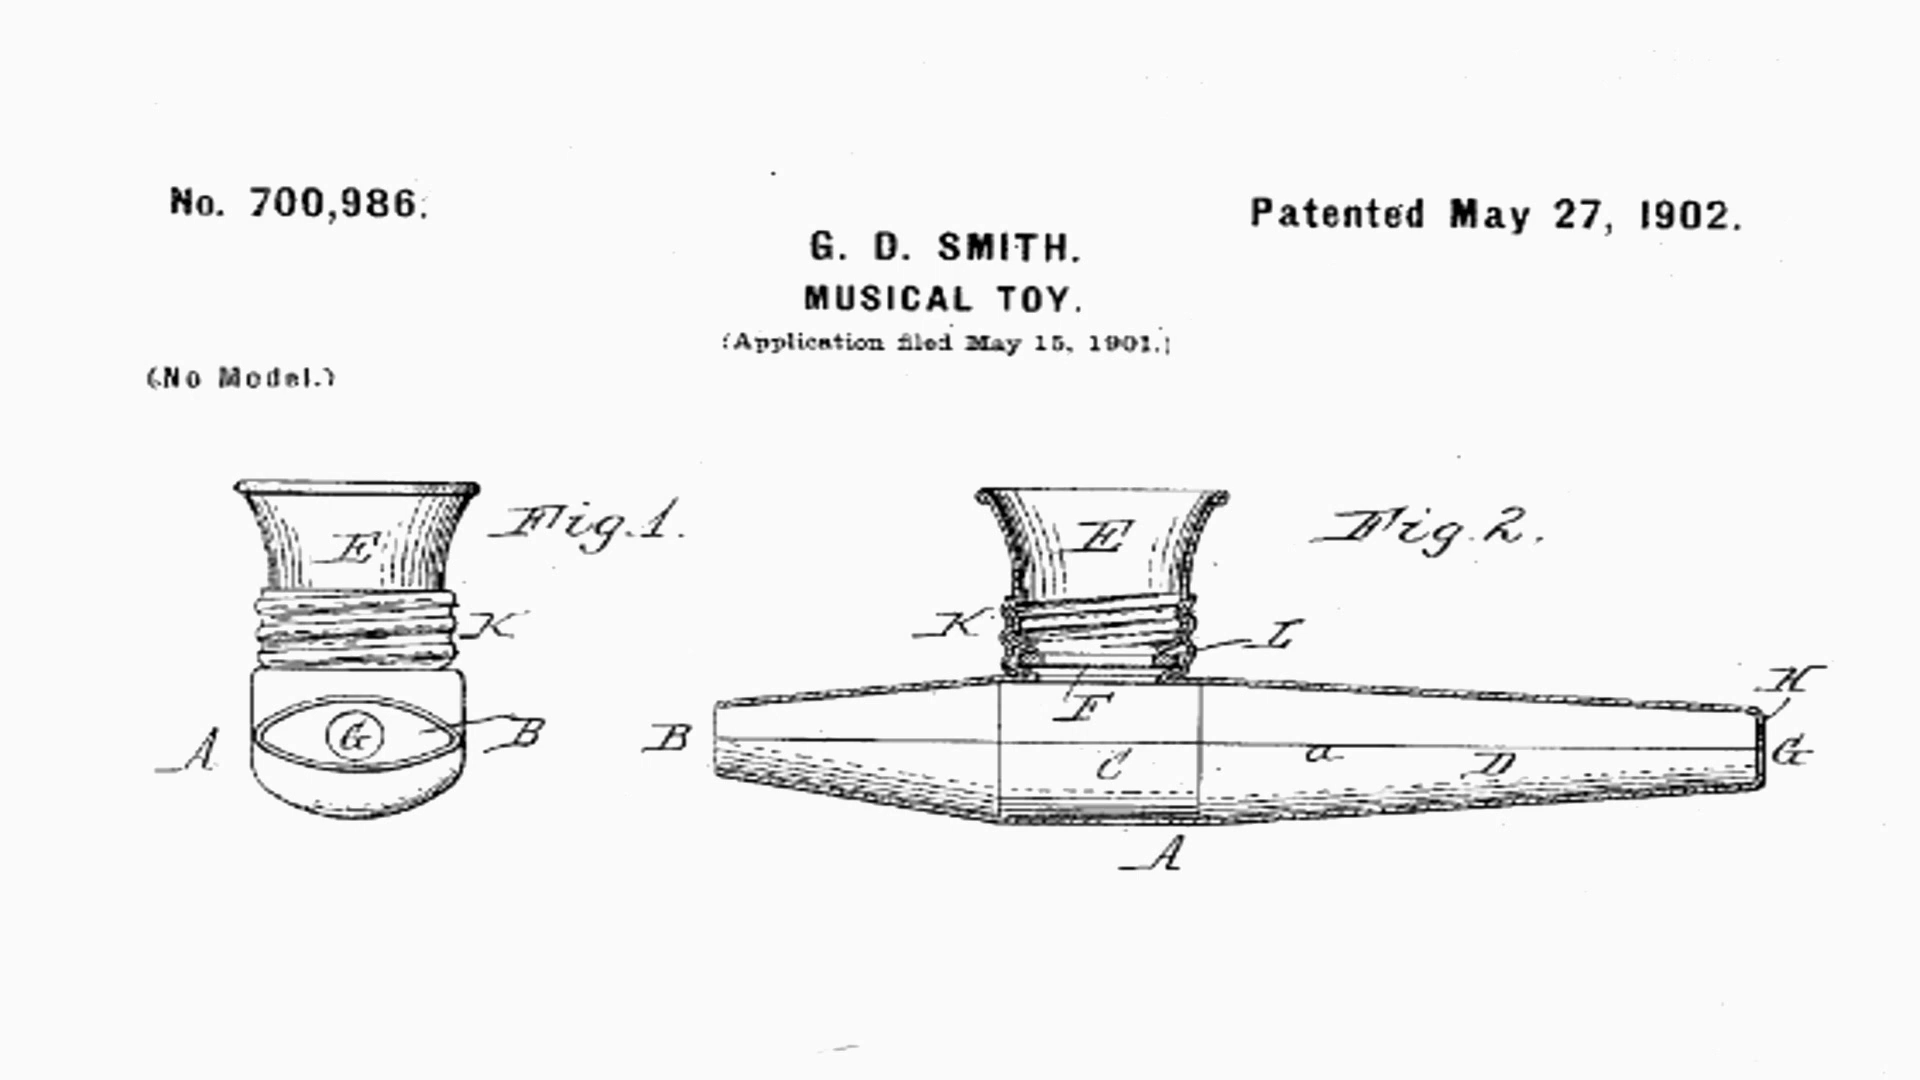 No. 700,986.
Patented May 27, 1902.
G. D. SMITH.
MUSICAL TOY.
(Application filed May 15, 1901.)
(No Model.)
Fig. 1.
Fig. 2.
E
E
K
K
L
H
F
A
G
B
B
C
a
D
G
A